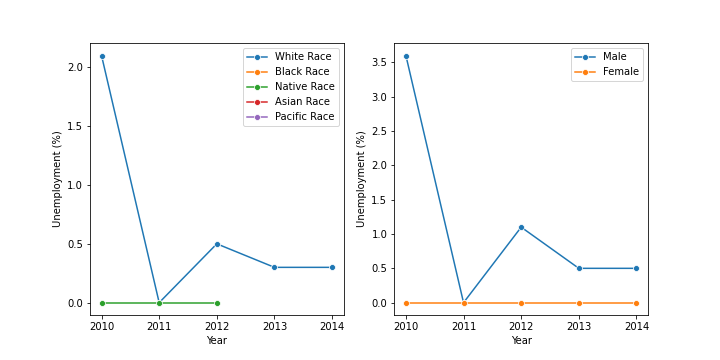 White Race
Black Race
Native Race
Asian Race
Pacific Race
Unemployment (%)
2.0
1.5
1.0
0.5
0.0
2010 2011 2012 2013 2014
Year
Male
Female
Unemployment (%)
3.5
3.0
2.5
2.0
1.5
1.0
0.5
0.0
2010 2011 2012 2013 2014
Year